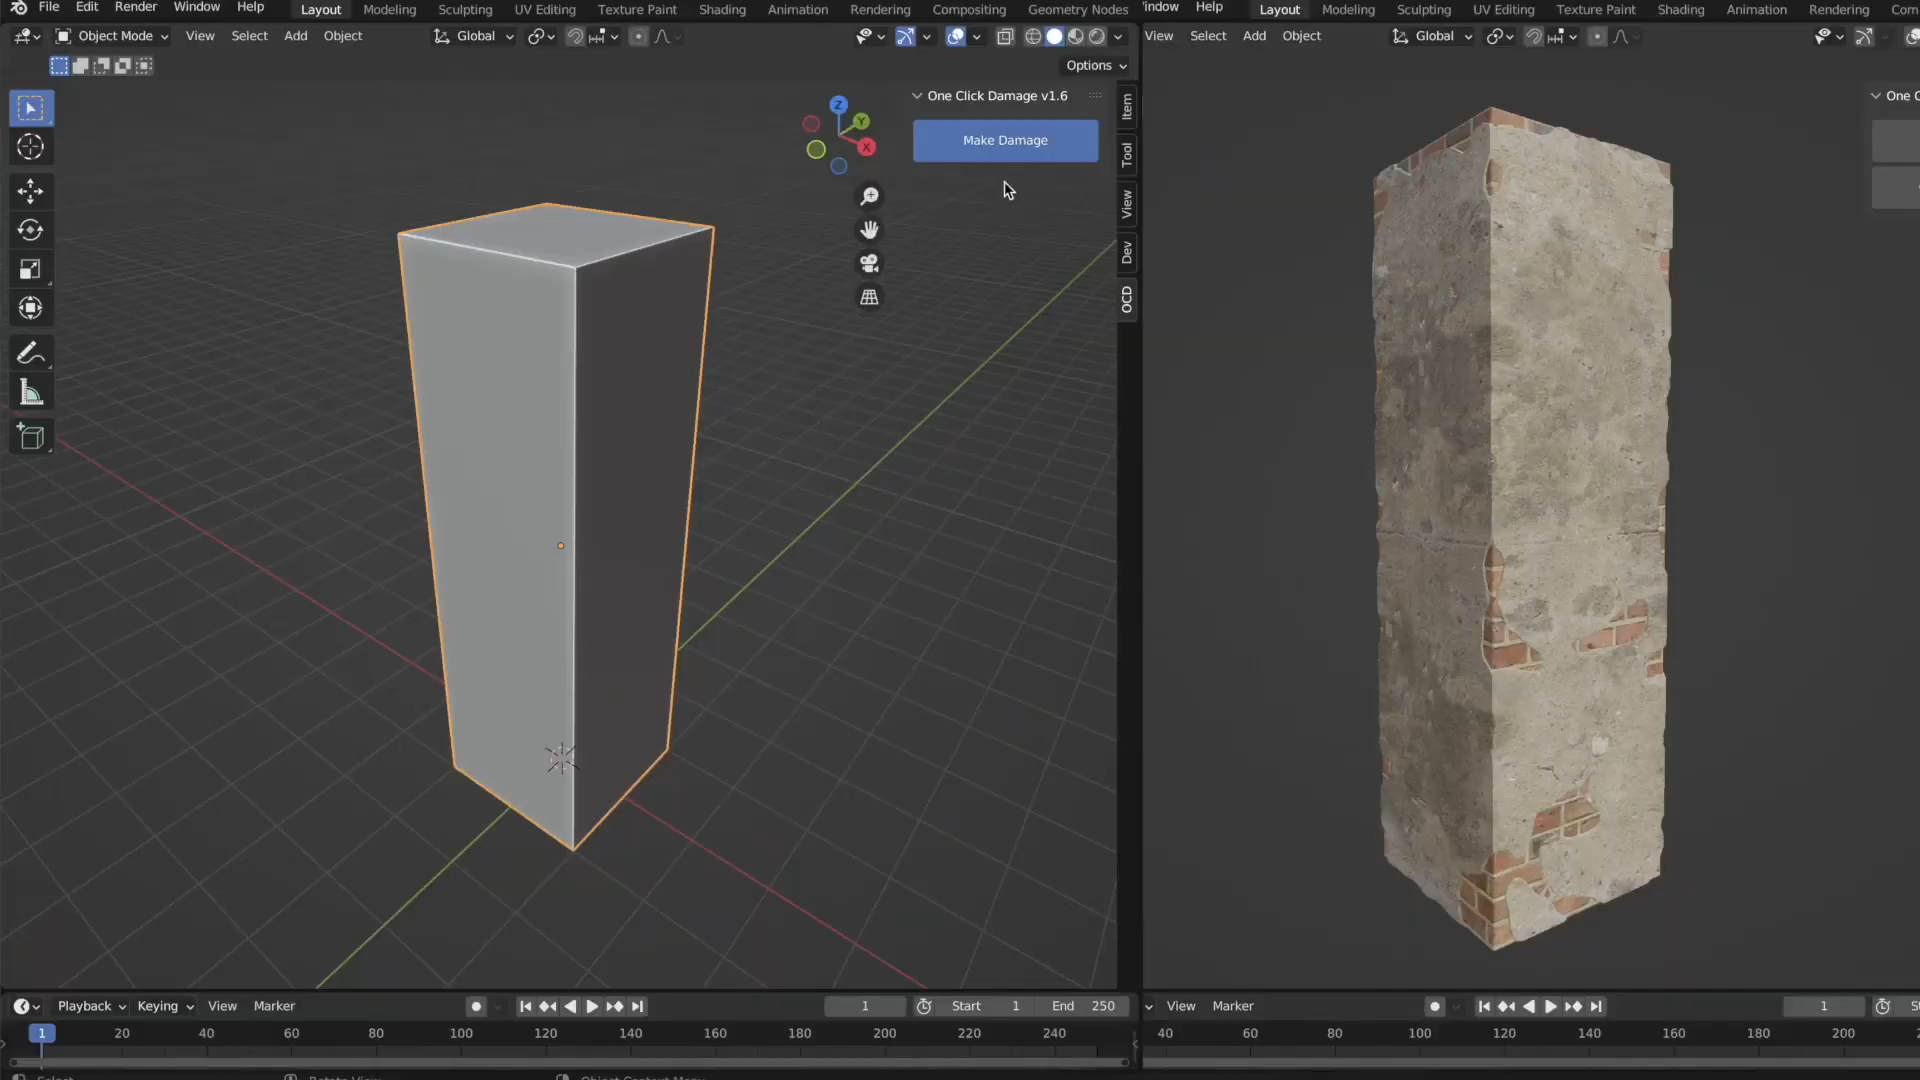 File Edit Render Window Help Layout Modeling Sculpting UV Editing Texture Paint Shading Animation Rendering Compositing Geometry Nodes
Object Mode View Select Add Object Global
Options
One Click Damage v1.6
Make Damage
Z
Y
X
Item
Tool
View
Dev
OCD
Playback Keying View Marker 1 Start 1 End 250
1 20 40 60 80 100 120 140 160 180 200 220 240
Help Layout Modeling Sculpting UV Editing Texture Paint Shading Animation Rendering
View Select Add Object Global
One
View Marker 1
40 60 80 100 120 140 160 180 200